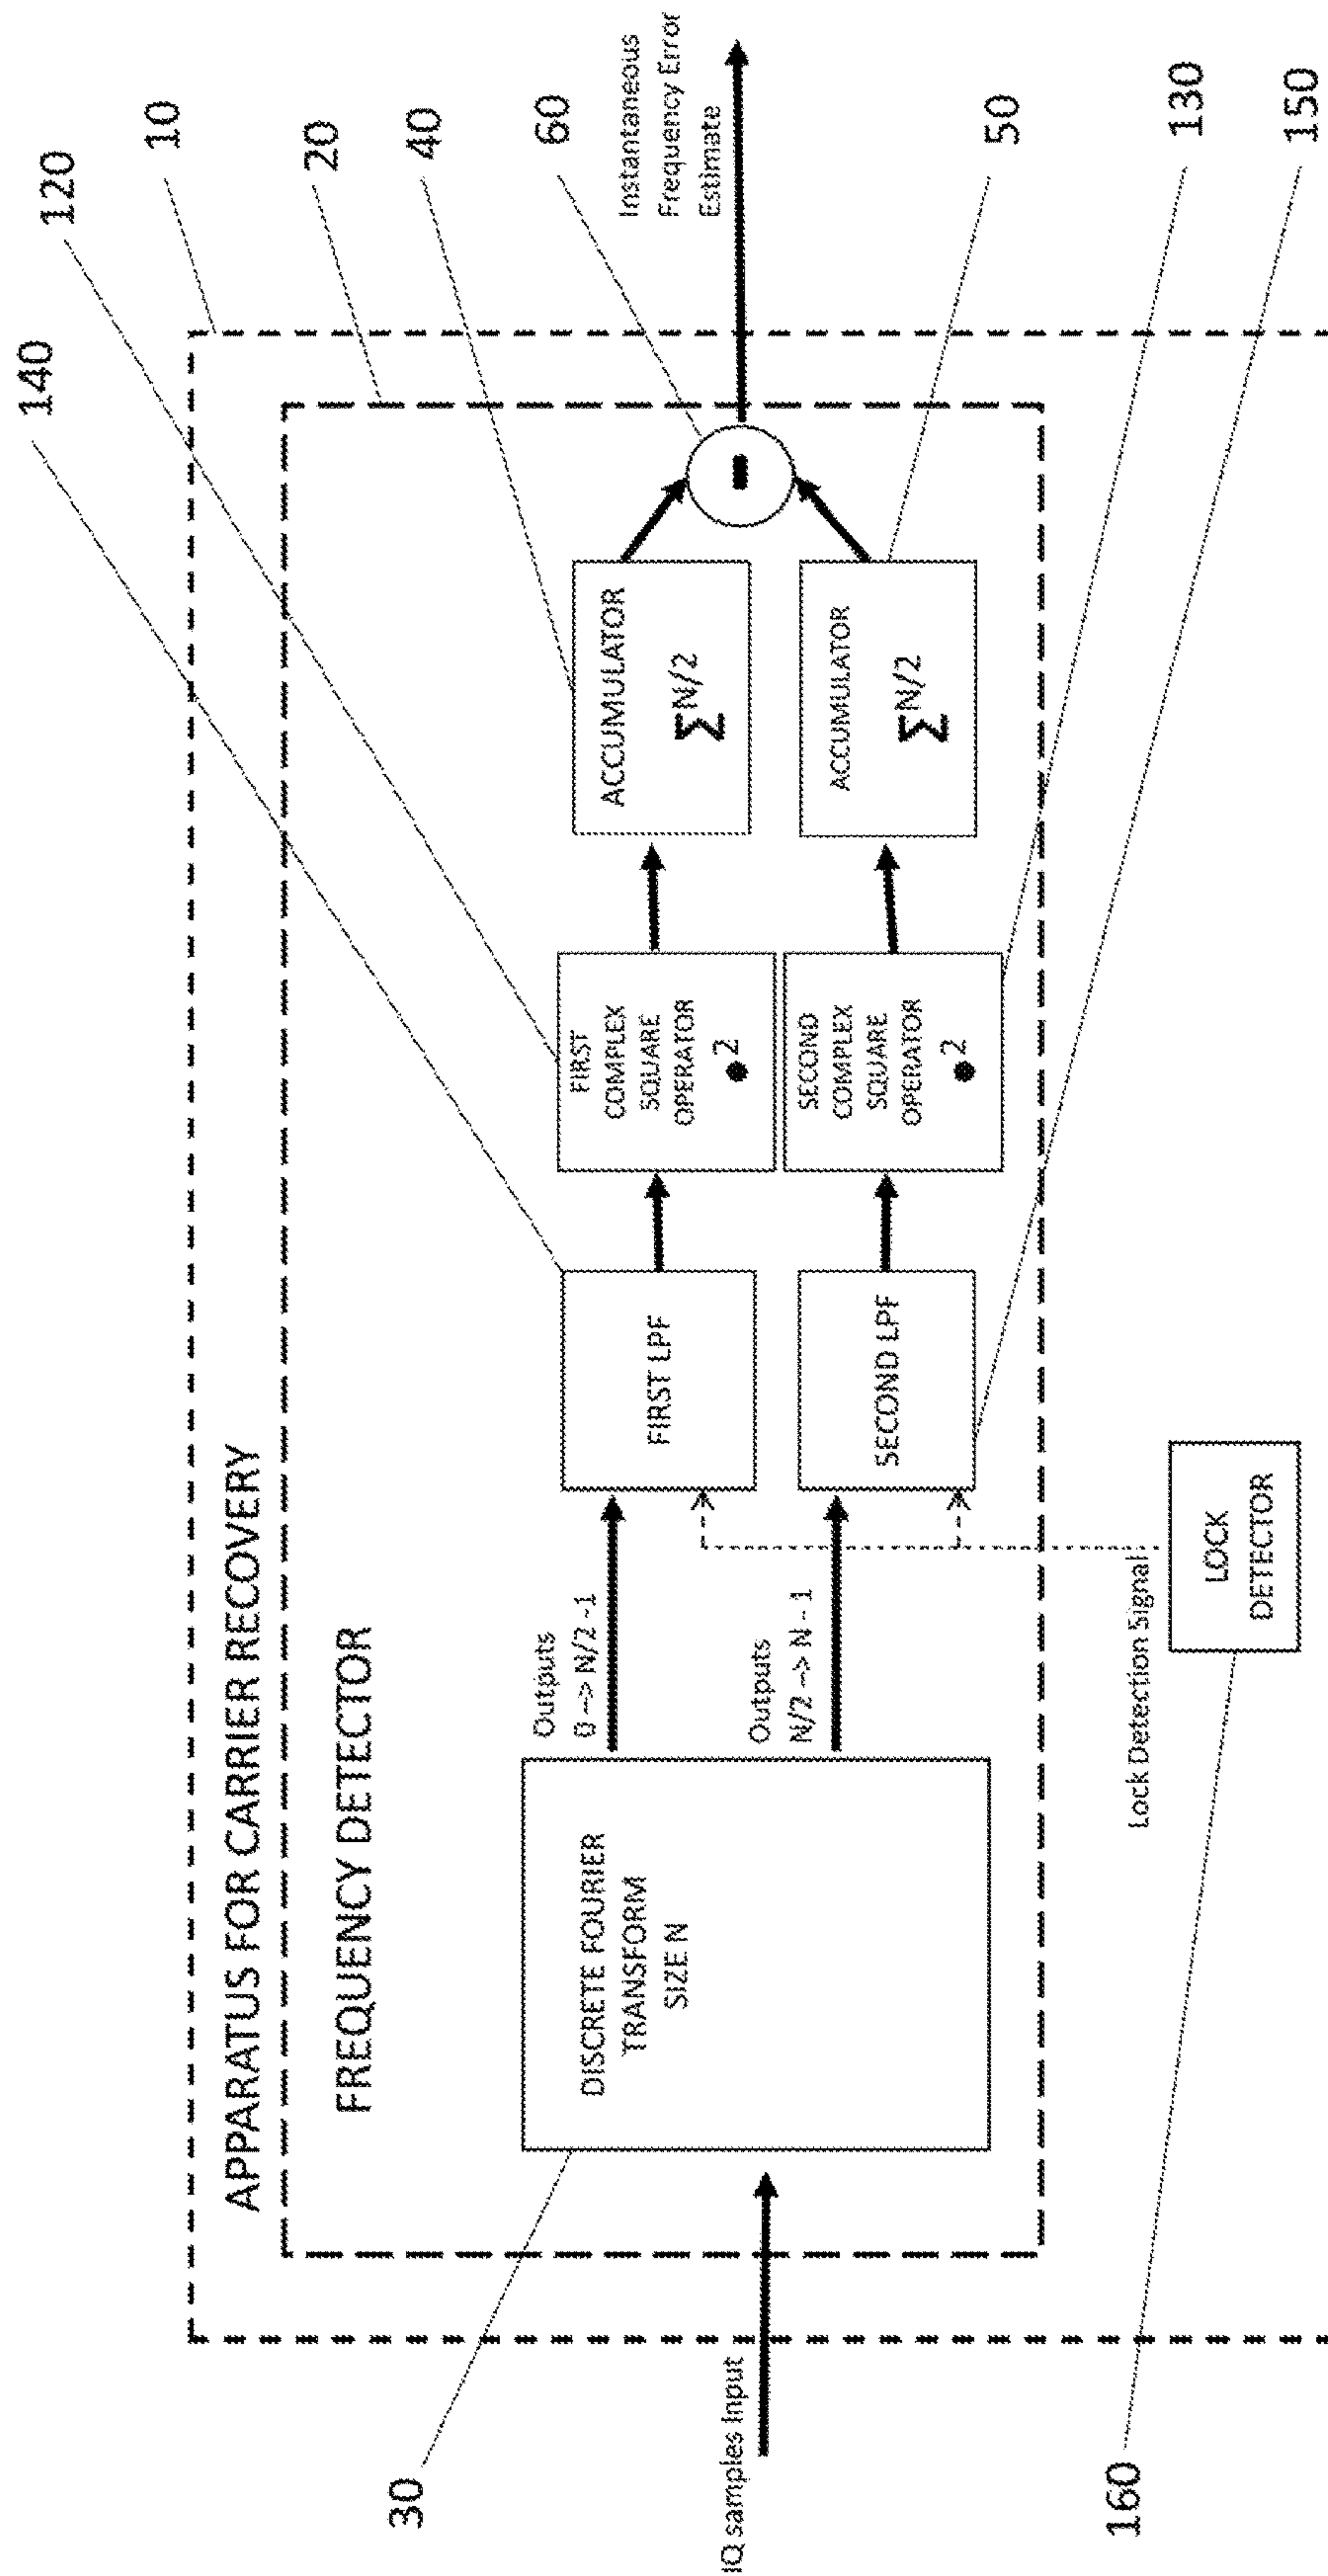 APPARATUS FOR CARRIER RECOVERY
FREQUENCY DETECTOR
140
120
10
20
40
60
Instantaneous
Frequency Error
Estimate
30
IQ samples Input
DISCRETE FOURIER
TRANSFORM
SIZE N
Outputs
0 --> N/2 -1
Outputs
N/2 --> N - 1
FIRST LPF
SECOND LPF
FIRST
COMPLEX
SQUARE
OPERATOR
• 2
SECOND
COMPLEX
SQUARE
OPERATOR
• 2
ACCUMULATOR
Σ N/2
ACCUMULATOR
Σ N/2
-
Lock Detection Signal
LOCK
DETECTOR
50
130
150
160